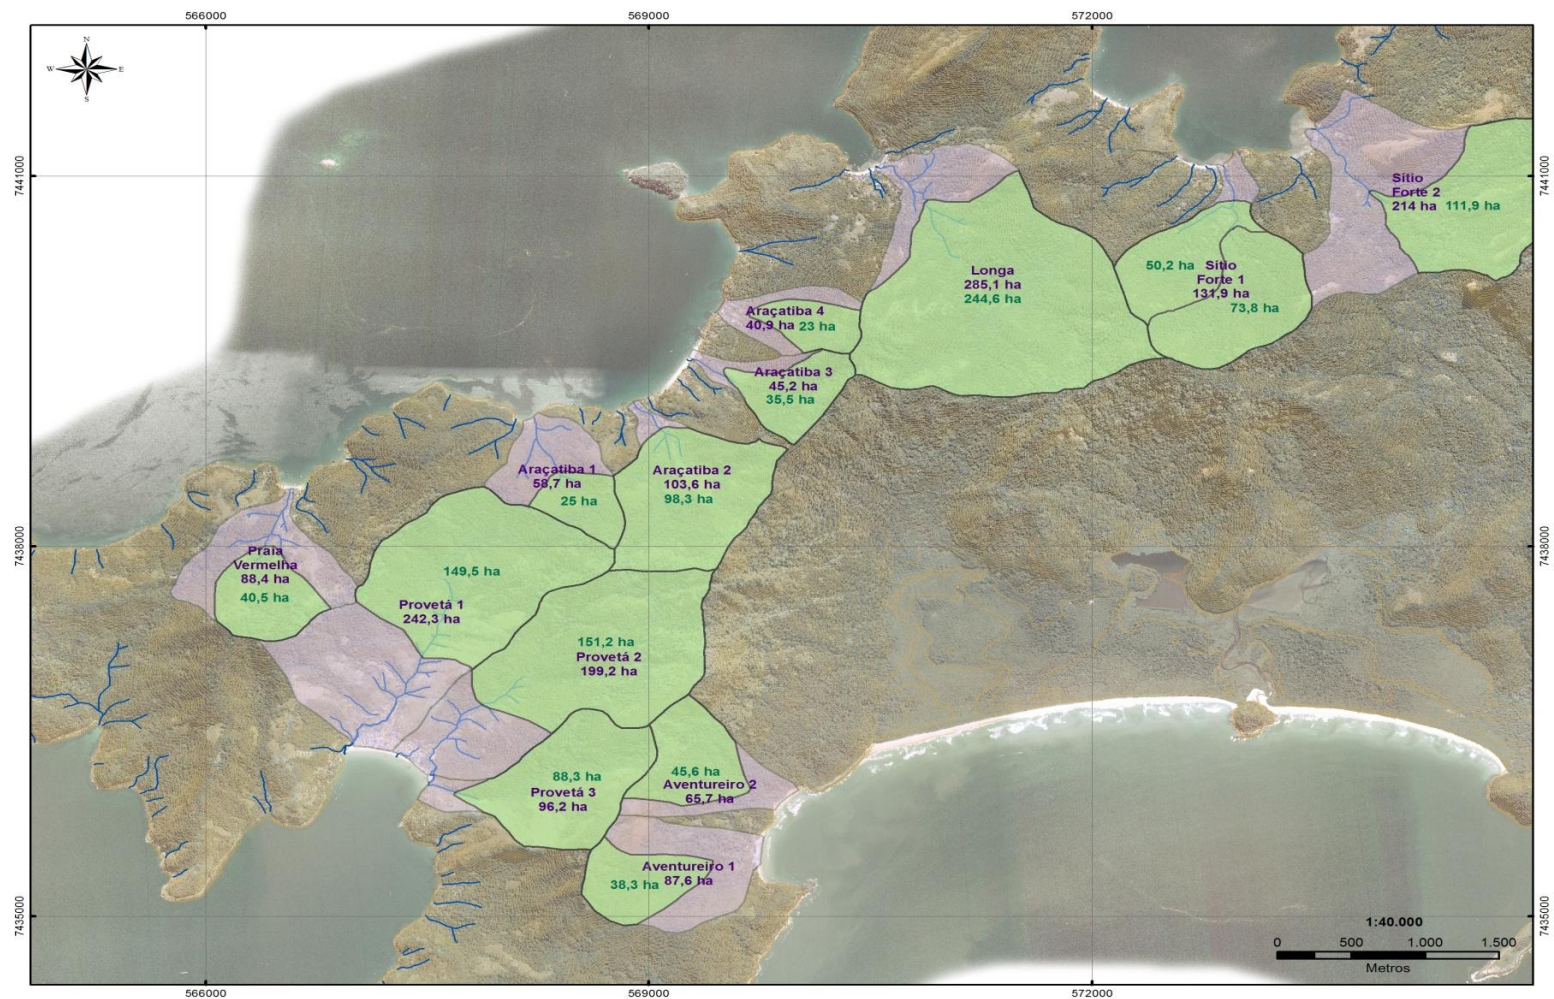 566000
569000
572000
N
W E
S
7441000
7441000
Sítio
Forte 2
214 ha 111,9 ha
Longa
285,1 ha
244,6 ha
50,2 ha
Sítio
Forte 1
131,9 ha
73,8 ha
Araçatiba 4
40,9 ha 23 ha
Araçatiba 3
45,2 ha
35,5 ha
Araçatiba 1
58,7 ha
25 ha
Araçatiba 2
103,6 ha
98,3 ha
7438000
7438000
Praia
Vermelha
88,4 ha
40,5 ha
149,5 ha
Provetá 1
242,3 ha
151,2 ha
Provetá 2
199,2 ha
88,3 ha
Provetá 3
96,2 ha
45,6 ha
Aventureiro 2
65,7 ha
Aventureiro 1
87,6 ha
38,3 ha
7435000
7435000
1:40.000
0 500 1.000 1.500
Metros
566000
569000
572000